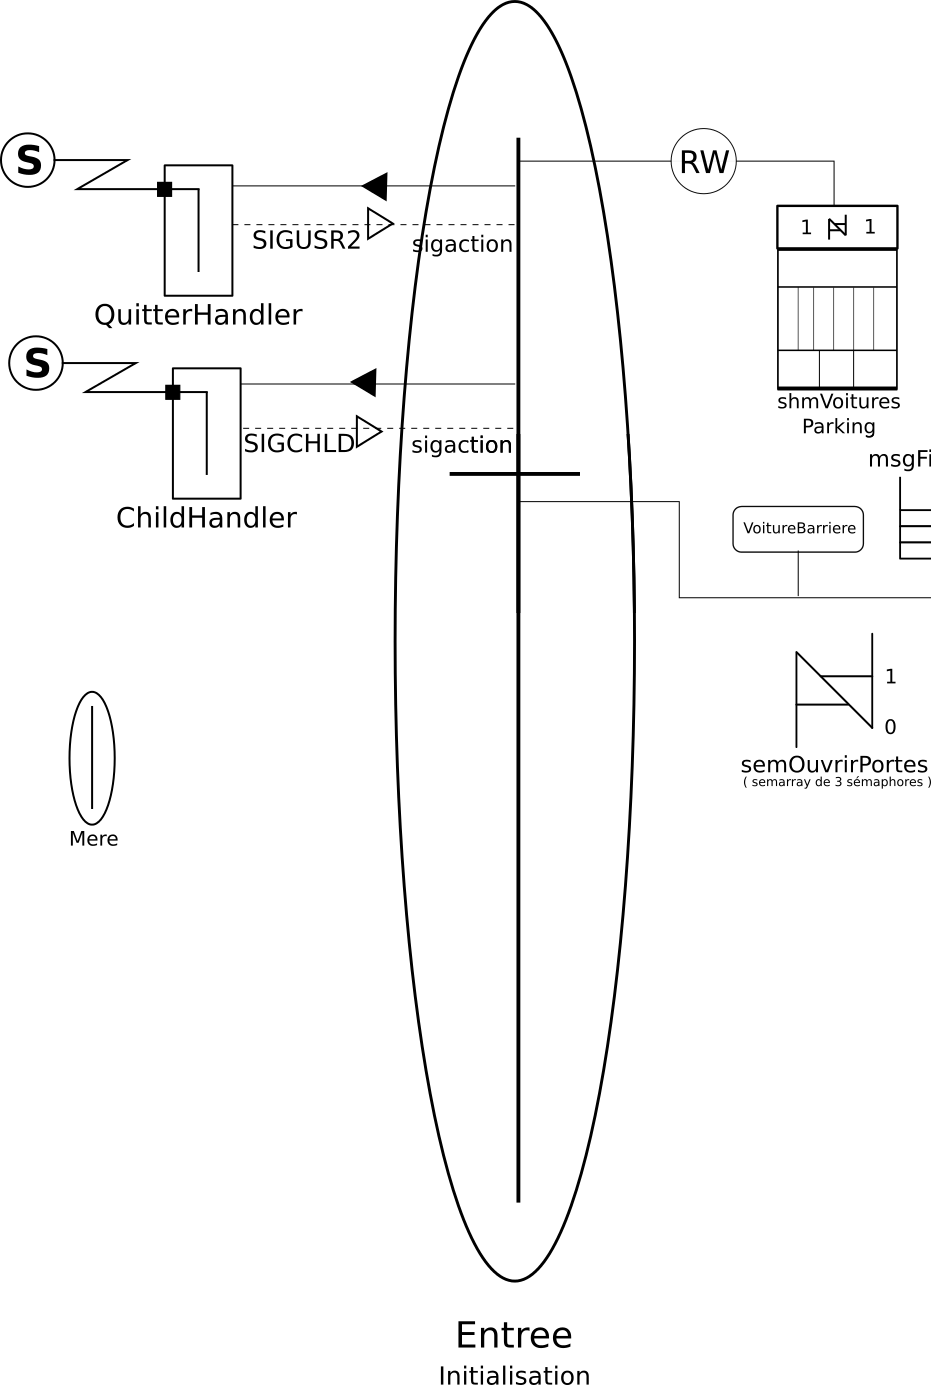 S
RW
1 1
SIGUSR2
sigaction
QuitterHandler
S
SIGCHLD
sigaction
ChildHandler
shmVoitures
Parking
msgFi
VoitureBarriere
1
0
semOuvrirPortes
( semarray de 3 sémaphores )
Mere
Entree
Initialisation